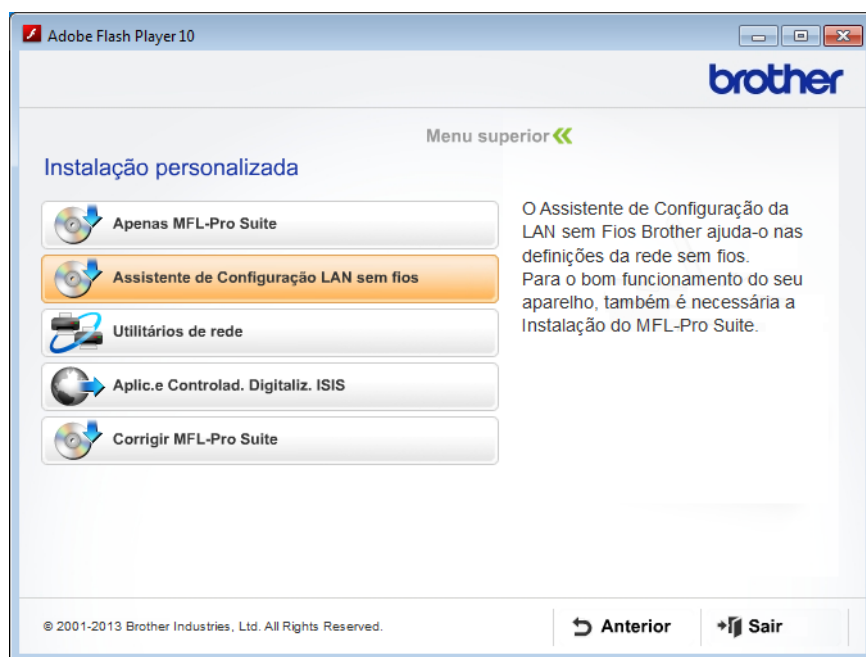 Adobe Flash Player 10
brother
Menu superior
Instalação personalizada
Apenas MFL-Pro Suite
Assistente de Configuração LAN sem fios
Utilitários de rede
Aplic.e Controlad. Digitaliz. ISIS
Corrigir MFL-Pro Suite
O Assistente de Configuração da
LAN sem Fios Brother ajuda-o nas
definições da rede sem fios.
Para o bom funcionamento do seu
aparelho, também é necessária a
Instalação do MFL-Pro Suite.
© 2001-2013 Brother Industries, Ltd. All Rights Reserved.
Anterior
Sair